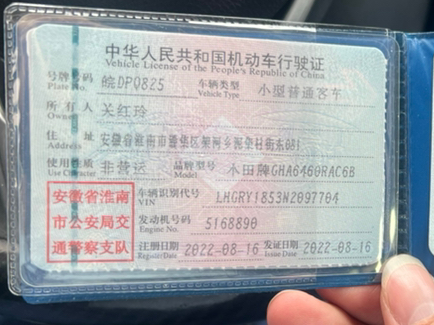 中华人民共和国机动车行驶证
Vehicle License of the People's Republic of China
号牌号码 皖DP0825 车辆类型 小型普通客车
Plate No. Vehicle Type
所有人 关红玲
Owner
住址 安徽省淮南市潘集区架河乡
Address
使用性质 非营运 品牌型号 本田牌GHA6460RAC6B
Use Character Model
安徽省淮南
市公安局交
通警察支队
车辆识别代号 LHGRY1853N2097704
VIN
发动机号码 5168890
Engine No.
注册日期 2022-08-16 发证日期 2022-08-16
Register Date Issue Date